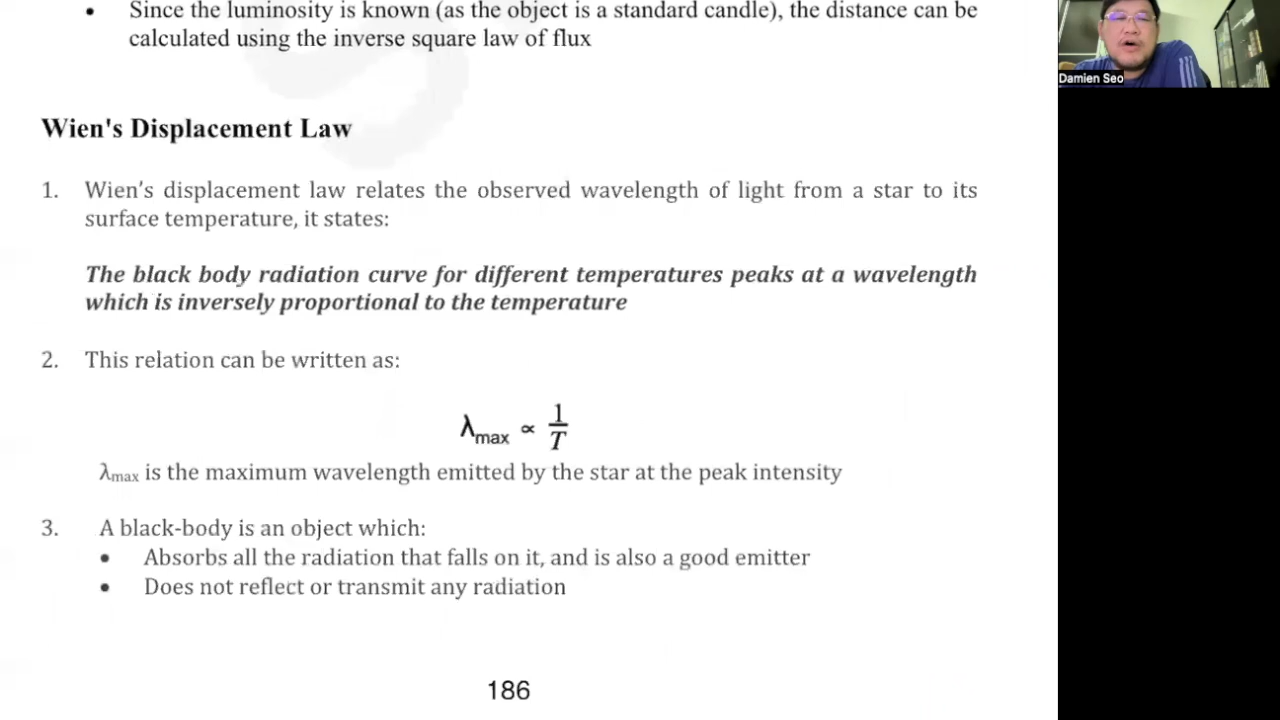 • Since the luminosity is known (as the object is a standard candle), the distance can be
calculated using the inverse square law of flux
Damien Seo
Wien's Displacement Law
1. Wien's displacement law relates the observed wavelength of light from a star to its
surface temperature, it states:
The black body radiation curve for different temperatures peaks at a wavelength
which is inversely proportional to the temperature
2. This relation can be written as:
λmax ∝ 1/T
λmax is the maximum wavelength emitted by the star at the peak intensity
3. A black-body is an object which:
• Absorbs all the radiation that falls on it, and is also a good emitter
• Does not reflect or transmit any radiation
186